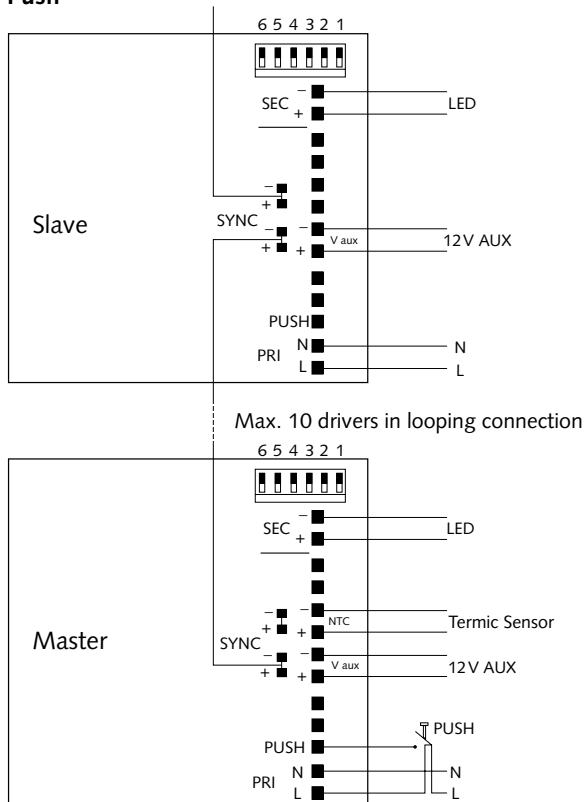 Push
6 5 4 3 2 1
−
SEC
+
LED
−
+
SYNC
−
+
−
V aux
+
12V AUX
Slave
PUSH
N
PRI
L
N
L
Max. 10 drivers in looping connection
6 5 4 3 2 1
−
SEC
+
LED
−
+
−
NTC
+
Termic Sensor
SYNC
−
+
−
V aux
+
12V AUX
Master
PUSH
PUSH
N
PRI
L
N
L